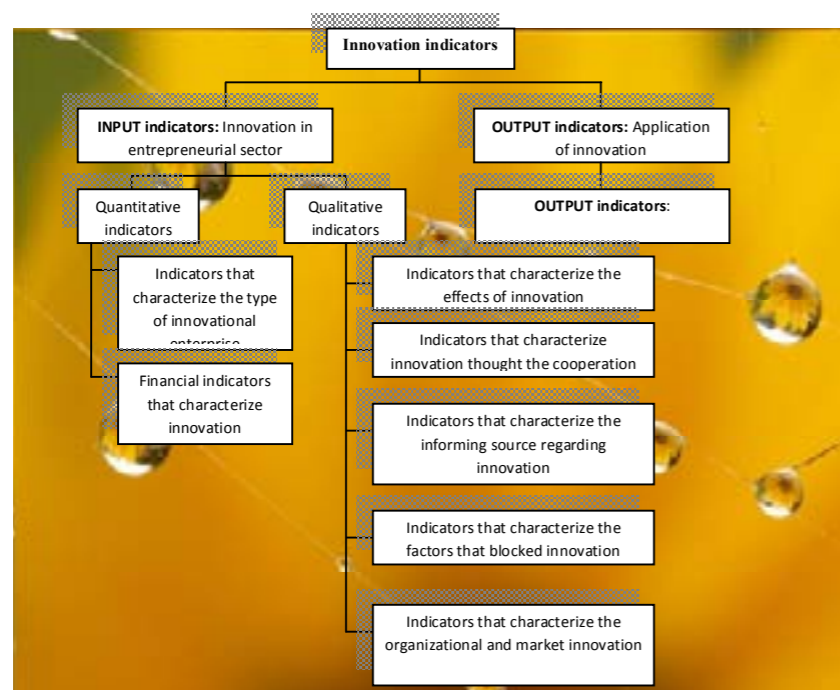 Innovation indicators
INPUT indicators: Innovation in
entrepreneurial sector
OUTPUT indicators: Application
of innovation
Quantitative
indicators
Qualitative
indicators
OUTPUT indicators:
Indicators that
characterize the type
of innovational
enterprise
Financial indicators
that characterize
innovation
Indicators that characterize the
effects of innovation
Indicators that characterize
innovation thought the cooperation
Indicators that characterize the
informing source regarding
innovation
Indicators that characterize the
factors that blocked innovation
Indicators that characterize the
organizational and market innovation